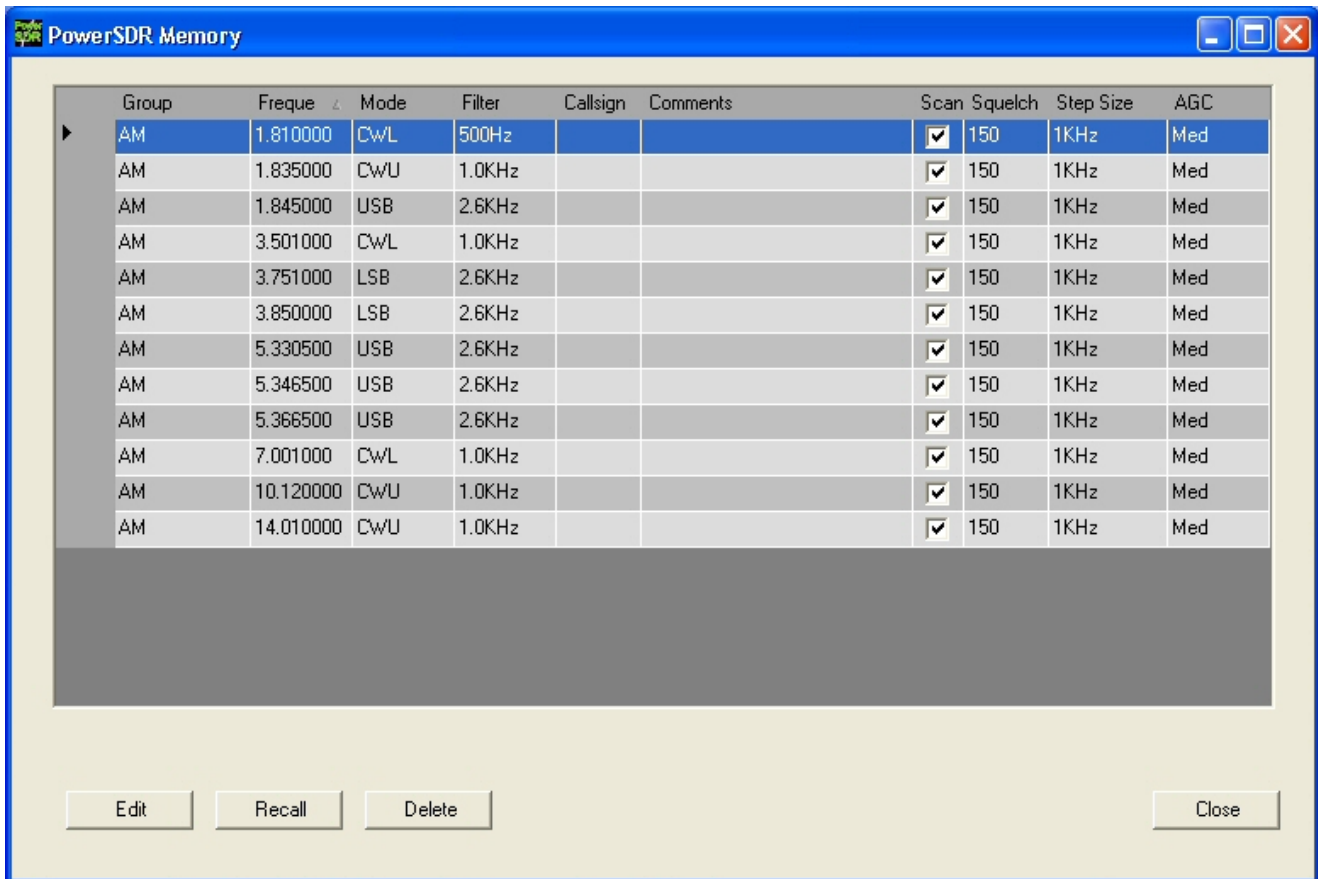 PowerSDR Memory
Group Freque Mode Filter Callsign Comments Scan Squelch Step Size AGC
AM 1.810000 CWL 500Hz 150 1KHz Med
AM 1.835000 CWU 1.0KHz 150 1KHz Med
AM 1.845000 USB 2.6KHz 150 1KHz Med
AM 3.501000 CWL 1.0KHz 150 1KHz Med
AM 3.751000 LSB 2.6KHz 150 1KHz Med
AM 3.850000 LSB 2.6KHz 150 1KHz Med
AM 5.330500 USB 2.6KHz 150 1KHz Med
AM 5.346500 USB 2.6KHz 150 1KHz Med
AM 5.366500 USB 2.6KHz 150 1KHz Med
AM 7.001000 CWL 1.0KHz 150 1KHz Med
AM 10.120000 CWU 1.0KHz 150 1KHz Med
AM 14.010000 CWU 1.0KHz 150 1KHz Med
Edit Recall Delete Close